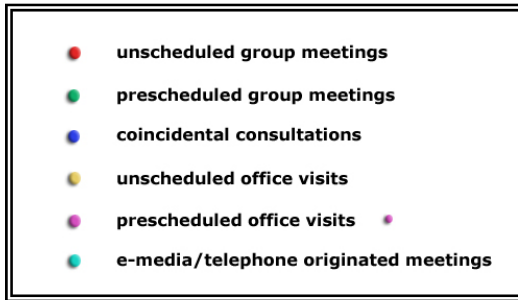 unscheduled group meetings
prescheduled group meetings
coincidental consultations
unscheduled office visits
prescheduled office visits
e-media/telephone originated meetings